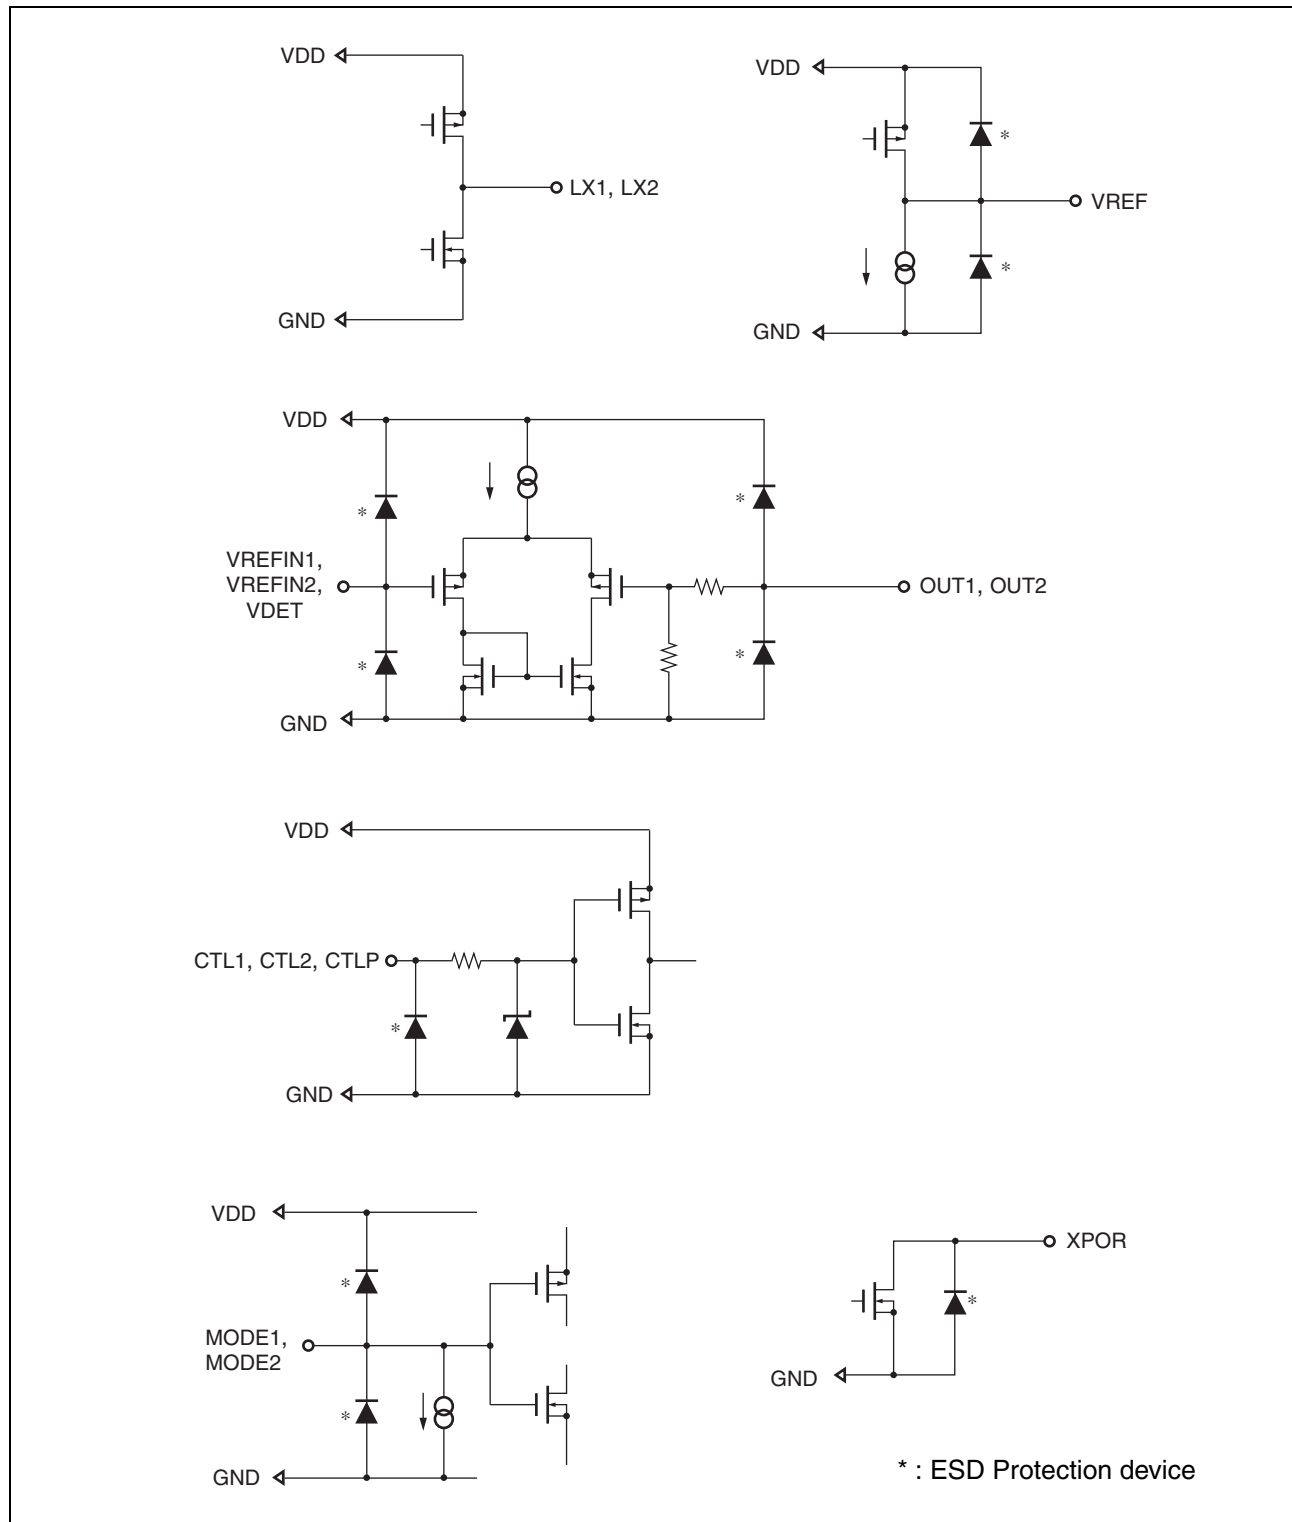 VDD
LX1, LX2
GND
VDD
*
VREF
*
GND
VDD
*
*
VREFIN1,
VREFIN2,
VDET
OUT1, OUT2
*
*
GND
VDD
CTL1, CTL2, CTLP
*
GND
VDD
*
MODE1,
MODE2
*
GND
XPOR
*
GND
* : ESD Protection device